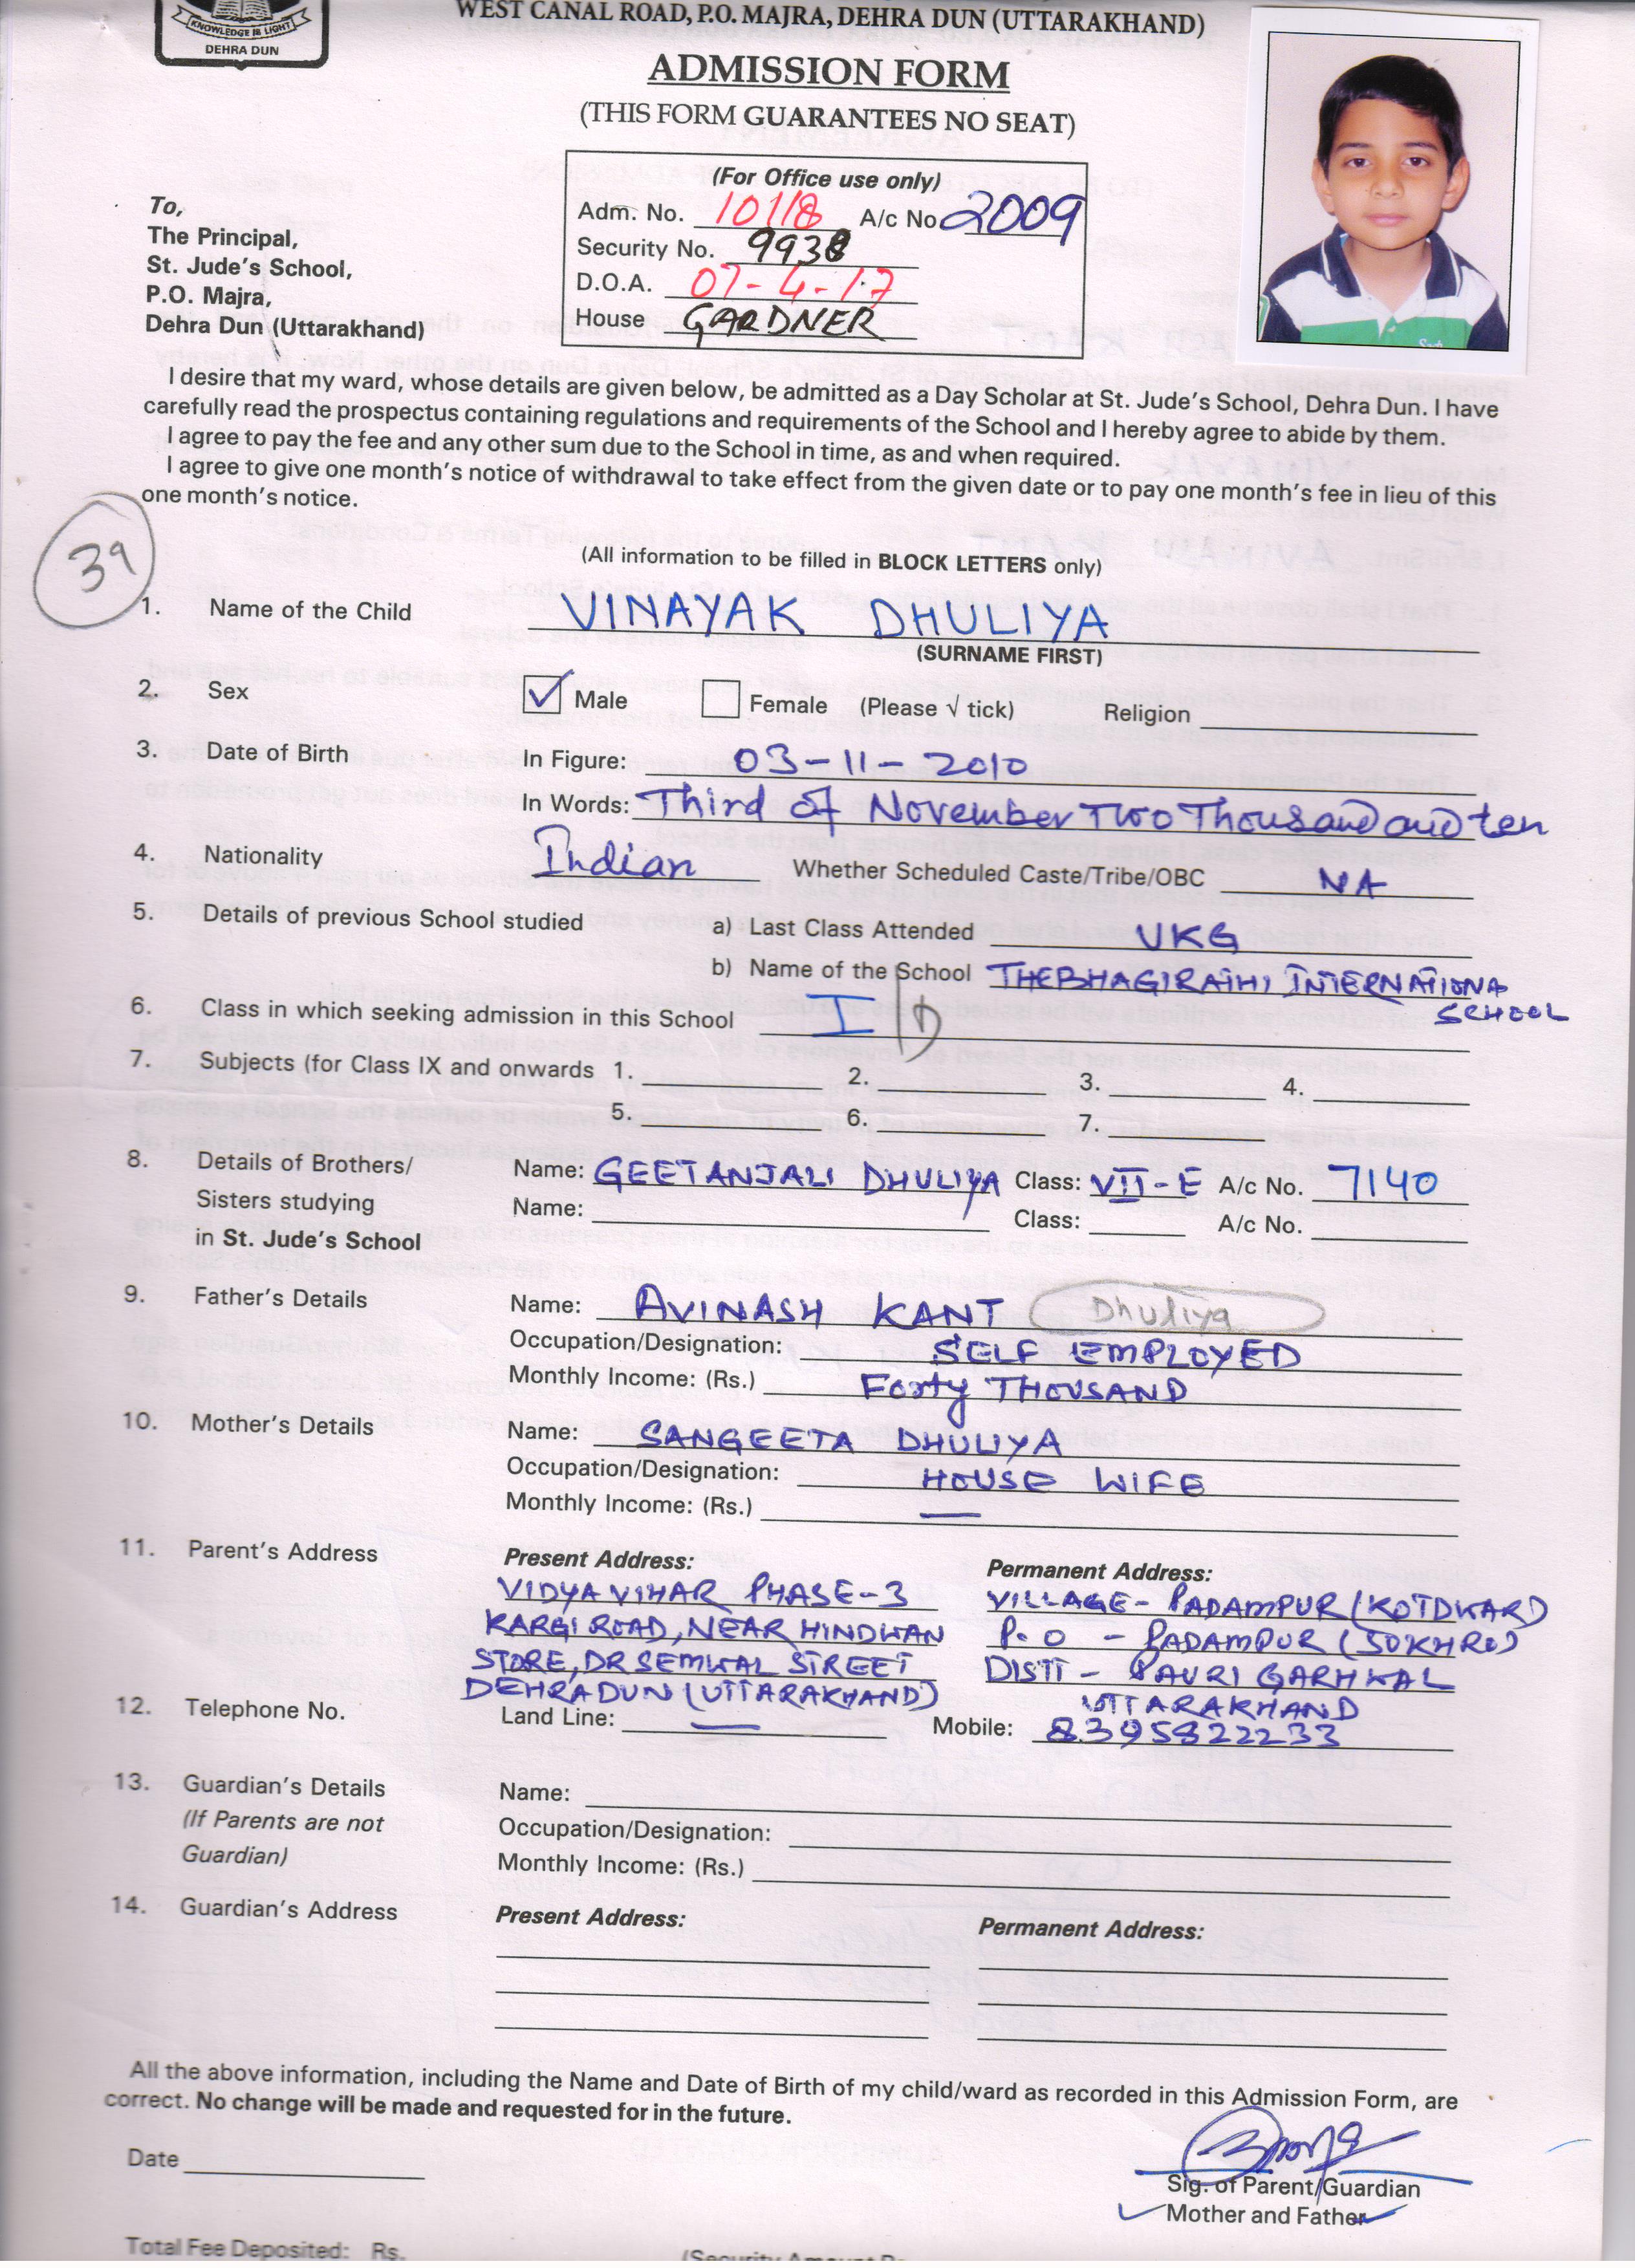 KNOWLEDGE IS LIGHT
DEHRA DUN
WEST CANAL ROAD, P.O. MAJRA, DEHRA DUN (UTTARAKHAND)
ADMISSION FORM
(THIS FORM GUARANTEES NO SEAT)
(For Office use only)
Adm. No. 10118 A/c No 2009
Security No. 9938
D.O.A. 07-4-17
House GARDNER
To,
The Principal,
St. Jude's School,
P.O. Majra,
Dehra Dun (Uttarakhand)
I desire that my ward, whose details are given below, be admitted as a Day Scholar at St. Jude's School, Dehra Dun. I have
carefully read the prospectus containing regulations and requirements of the School and I hereby agree to abide by them.
I agree to pay the fee and any other sum due to the School in time, as and when required.
I agree to give one month's notice of withdrawal to take effect from the given date or to pay one month's fee in lieu of this
one month's notice.
39
(All information to be filled in BLOCK LETTERS only)
1. Name of the Child VINAYAK DHULIYA
(SURNAME FIRST)
2. Sex Male Female (Please √ tick) Religion
3. Date of Birth In Figure: 03-11-2010
In Words: Third of November Two Thousand and ten
4. Nationality Indian Whether Scheduled Caste/Tribe/OBC NA
5. Details of previous School studied a) Last Class Attended UKG
b) Name of the School THE BHAGIRATHI INTERNATIONA
SCHOOL
6. Class in which seeking admission in this School I D
7. Subjects (for Class IX and onwards 1. 2. 3. 4.
5. 6. 7.
8. Details of Brothers/ Name: GEETANJALI DHULIYA Class: VII-E A/c No. 7140
Sisters studying Name: Class: A/c No.
in St. Jude's School
9. Father's Details Name: AVINASH KANT Dhuliya
Occupation/Designation: SELF EMPLOYED
Monthly Income: (Rs.) Forty THOUSAND
10. Mother's Details Name: SANGEETA DHULIYA
Occupation/Designation: HOUSE WIFE
Monthly Income: (Rs.) —
11. Parent's Address Present Address: Permanent Address:
VIDYA VIHAR PHASE-3 VILLAGE- PADAMPUR (KOTDWAR)
KARGI ROAD, NEAR HINDWAN P.O - PADAMPUR (SUKHRO)
STORE, DR SEMWAL STREET DISTT- PAURI GARHWAL
DEHRADUN (UTTARAKHAND) UTTARAKHAND
12. Telephone No. Land Line: — Mobile: 8395822233
13. Guardian's Details Name:
(If Parents are not Occupation/Designation:
Guardian) Monthly Income: (Rs.)
14. Guardian's Address Present Address: Permanent Address:
All the above information, including the Name and Date of Birth of my child/ward as recorded in this Admission Form, are
correct. No change will be made and requested for in the future.
Date
Sig. of Parent/Guardian
Mother and Father
Total Fee Deposited: Rs.